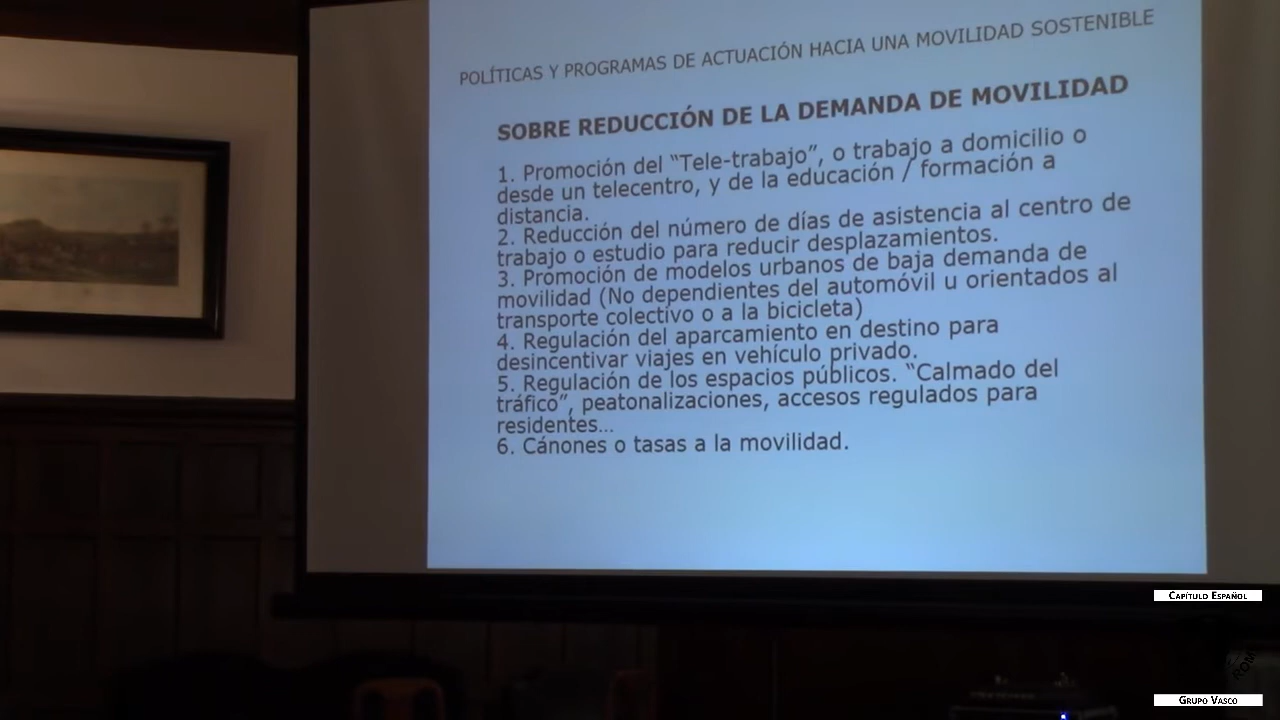 POLÍTICAS Y PROGRAMAS DE ACTUACIÓN HACIA UNA MOVILIDAD SOSTENIBLE
SOBRE REDUCCIÓN DE LA DEMANDA DE MOVILIDAD
1. Promoción del “Tele-trabajo”, o trabajo a domicilio o
desde un telecentro, y de la educación / formación a
distancia.
2. Reducción del número de días de asistencia al centro de
trabajo o estudio para reducir desplazamientos.
3. Promoción de modelos urbanos de baja demanda de
movilidad (No dependientes del automóvil u orientados al
transporte colectivo o a la bicicleta)
4. Regulación del aparcamiento en destino para
desincentivar viajes en vehículo privado.
5. Regulación de los espacios públicos. “Calmado del
tráfico”, peatonalizaciones, accesos regulados para
residentes...
6. Cánones o tasas a la movilidad.
Capítulo Español
Grupo Vasco